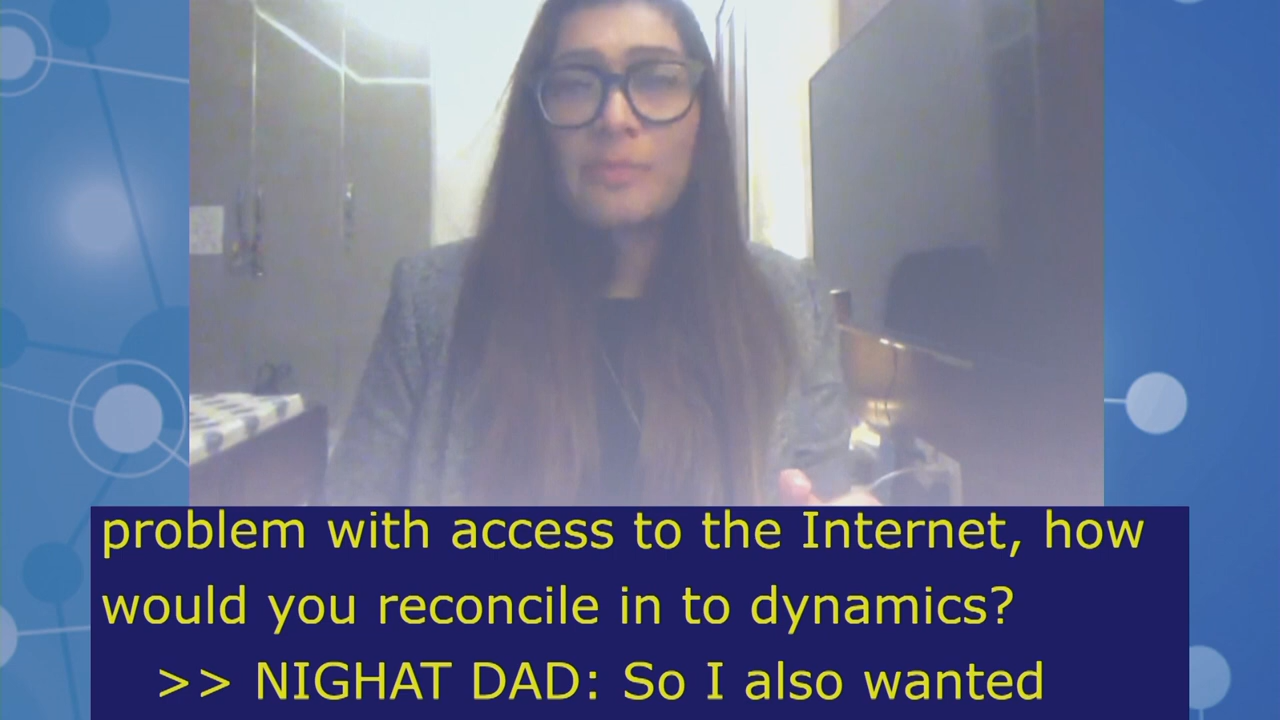 problem with access to the Internet, how
would you reconcile in to dynamics?
>> NIGHAT DAD: So I also wanted